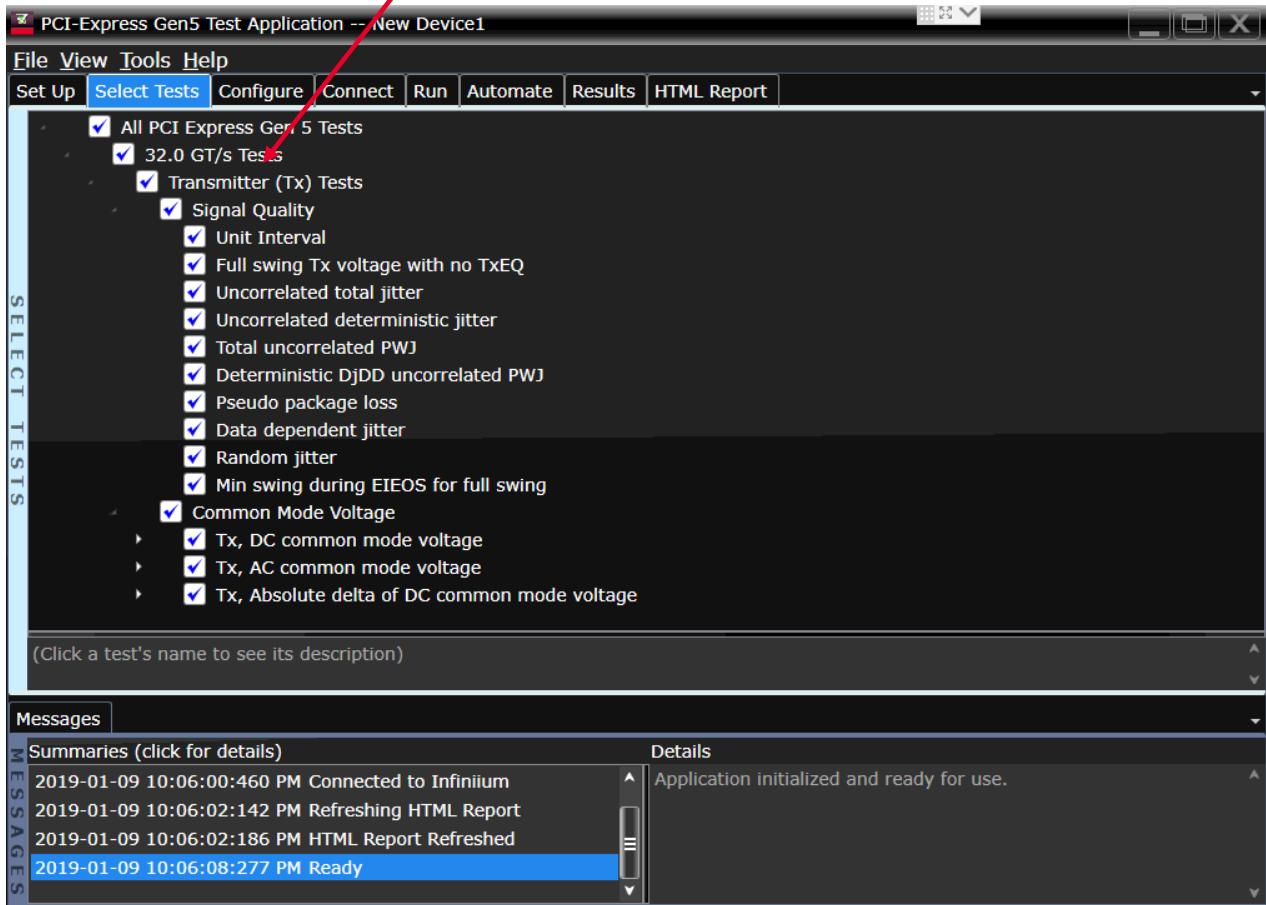 PCI-Express Gen5 Test Application -- New Device1
File View Tools Help
Set Up Select Tests Configure Connect Run Automate Results HTML Report
SELECT TESTS
All PCI Express Gen 5 Tests
32.0 GT/s Tests
Transmitter (Tx) Tests
Signal Quality
Unit Interval
Full swing Tx voltage with no TxEQ
Uncorrelated total jitter
Uncorrelated deterministic jitter
Total uncorrelated PWJ
Deterministic DjDD uncorrelated PWJ
Pseudo package loss
Data dependent jitter
Random jitter
Min swing during EIEOS for full swing
Common Mode Voltage
Tx, DC common mode voltage
Tx, AC common mode voltage
Tx, Absolute delta of DC common mode voltage
(Click a test's name to see its description)
Messages
MESSAGES
Summaries (click for details)
2019-01-09 10:06:00:460 PM Connected to Infiniium
2019-01-09 10:06:02:142 PM Refreshing HTML Report
2019-01-09 10:06:02:186 PM HTML Report Refreshed
2019-01-09 10:06:08:277 PM Ready
Details
Application initialized and ready for use.